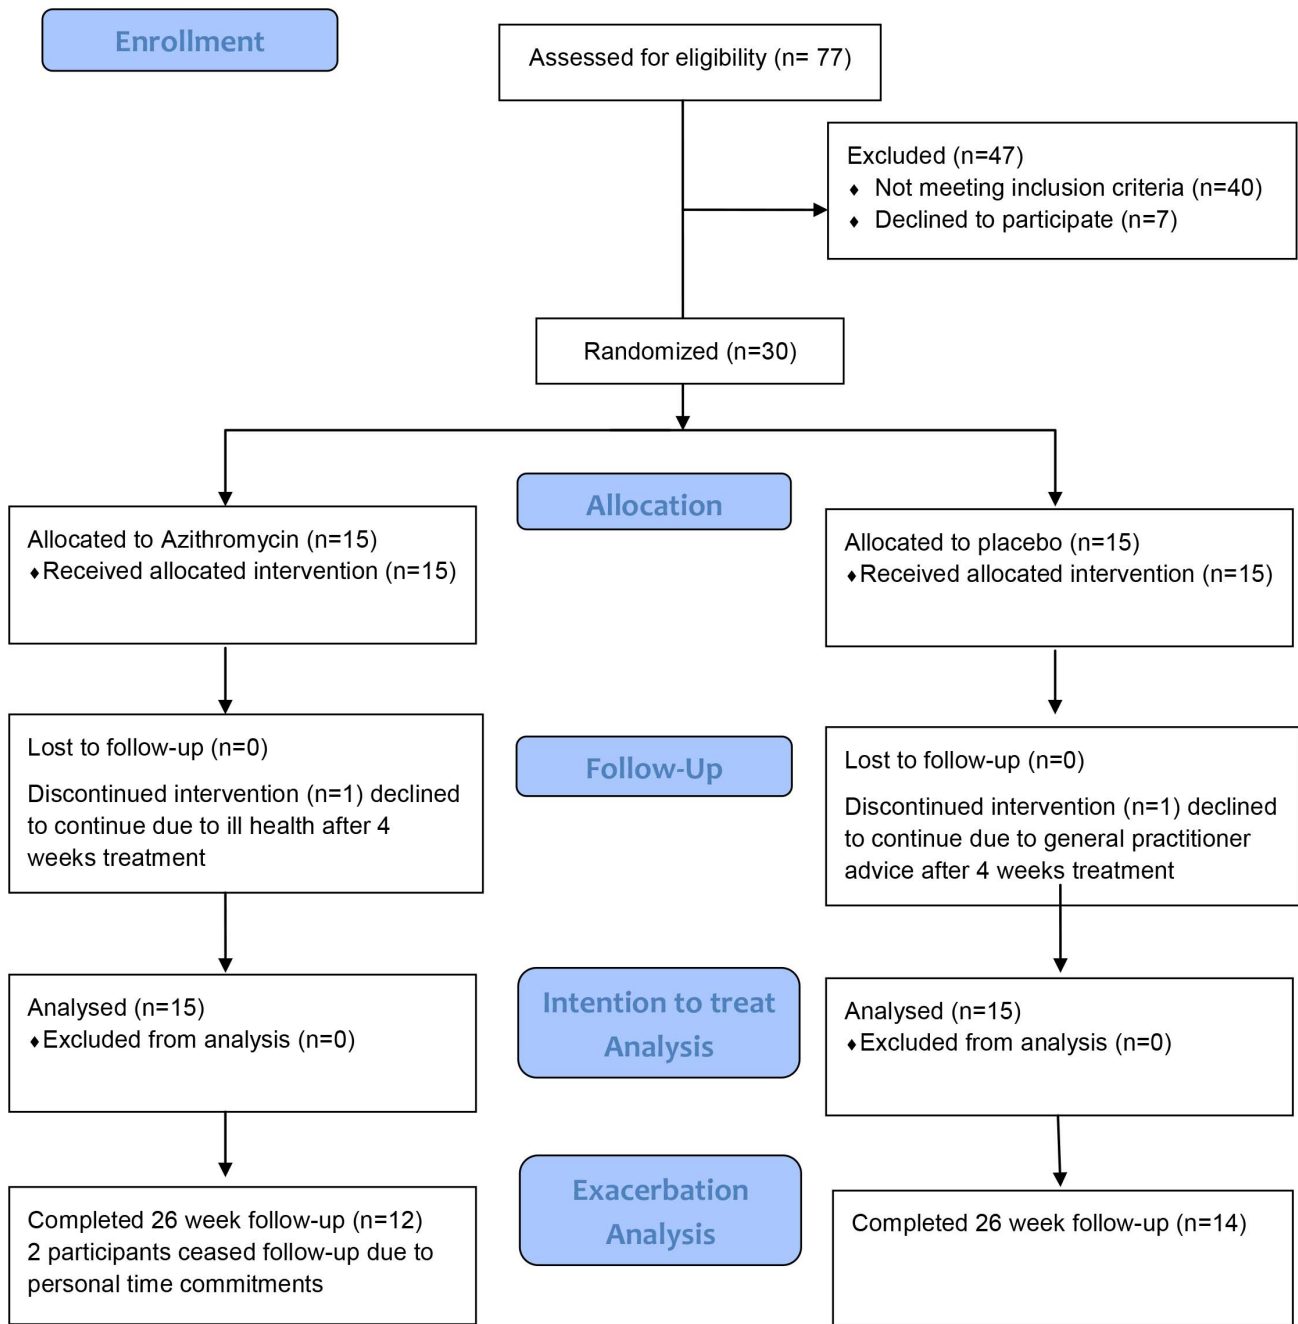 Enrollment
Assessed for eligibility (n= 77)
Excluded (n=47)
♦ Not meeting inclusion criteria (n=40)
♦ Declined to participate (n=7)
Randomized (n=30)
Allocation
Allocated to Azithromycin (n=15)
♦Received allocated intervention (n=15)
Allocated to placebo (n=15)
♦Received allocated intervention (n=15)
Follow-Up
Lost to follow-up (n=0)
Discontinued intervention (n=1) declined
to continue due to ill health after 4
weeks treatment
Lost to follow-up (n=0)
Discontinued intervention (n=1) declined
to continue due to general practitioner
advice after 4 weeks treatment
Intention to treat
Analysis
Analysed (n=15)
♦Excluded from analysis (n=0)
Analysed (n=15)
♦Excluded from analysis (n=0)
Exacerbation
Analysis
Completed 26 week follow-up (n=12)
2 participants ceased follow-up due to
personal time commitments
Completed 26 week follow-up (n=14)